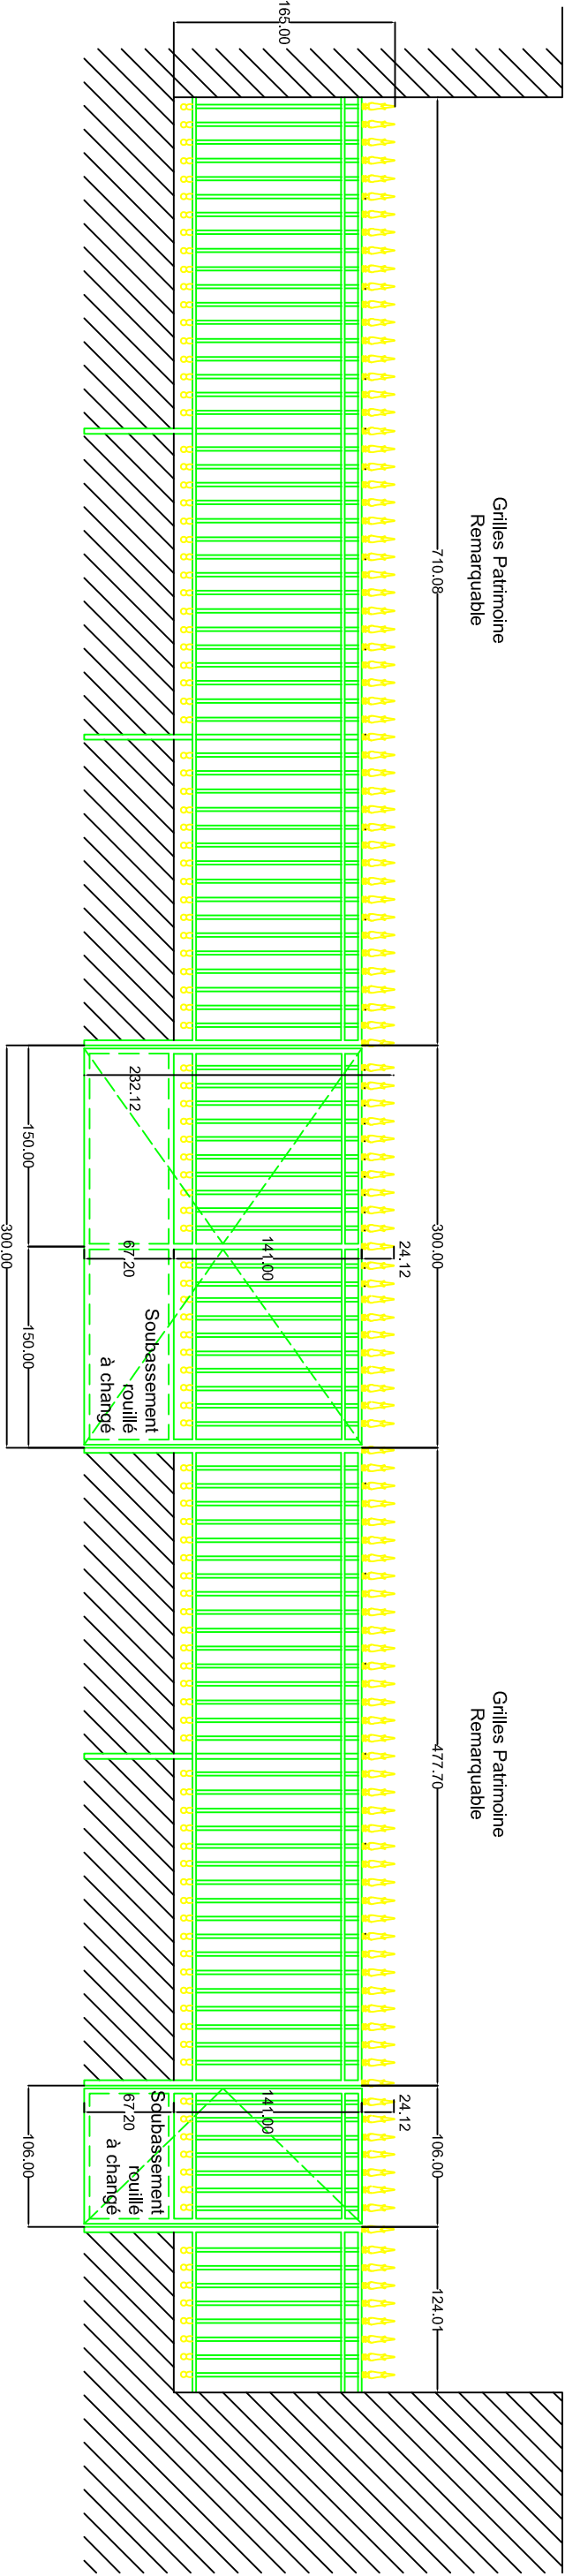 165.00
Grilles Patrimoine
Remarquable
710.08
232.12
150.00
300.00
300.00
24.12
141.00
67.20
150.00
Soubassement
rouillé
à changé
Grilles Patrimoine
Remarquable
477.70
24.12
141.00
67.20
106.00
106.00
Soubassement
rouillé
à changé
124.01